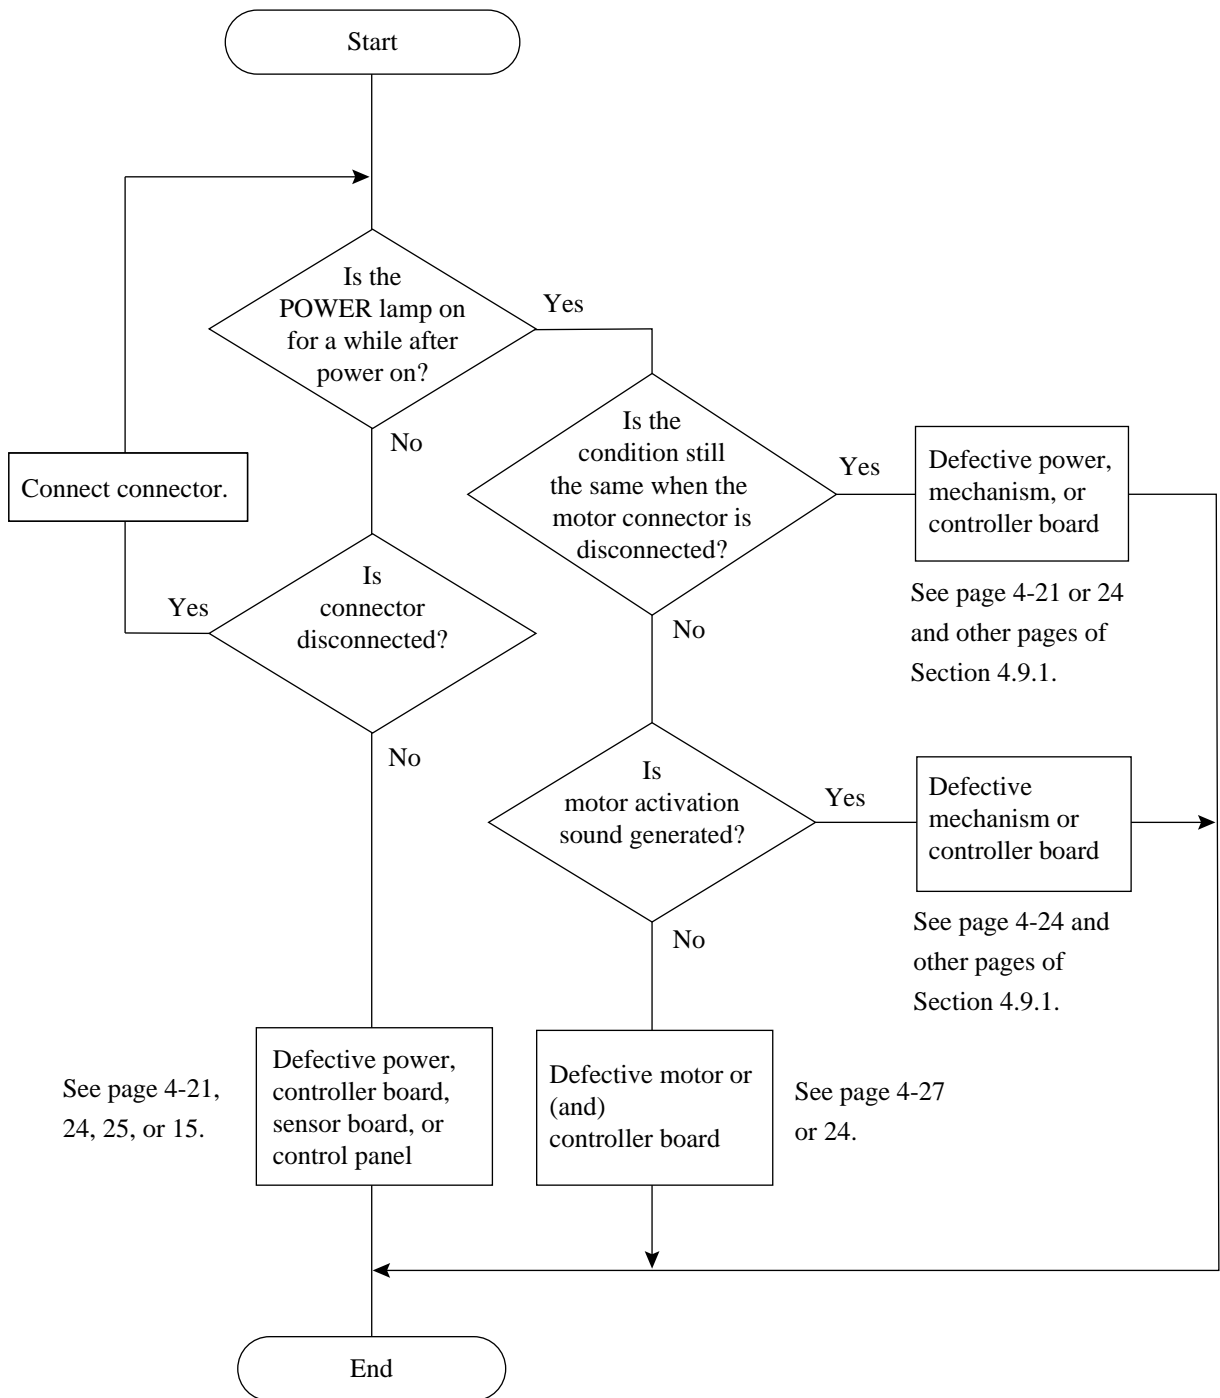 Start
Is the
POWER lamp on
for a while after
power on?
Yes
No
Is the
condition still
the same when the
motor connector is
disconnected?
Yes
Defective power,
mechanism, or
controller board
See page 4-21 or 24
and other pages of
Section 4.9.1.
No
Connect connector.
Is
connector
disconnected?
Yes
No
Is
motor activation
sound generated?
Yes
Defective
mechanism or
controller board
See page 4-24 and
other pages of
Section 4.9.1.
No
See page 4-21,
24, 25, or 15.
Defective power,
controller board,
sensor board, or
control panel
Defective motor or
(and)
controller board
See page 4-27
or 24.
End